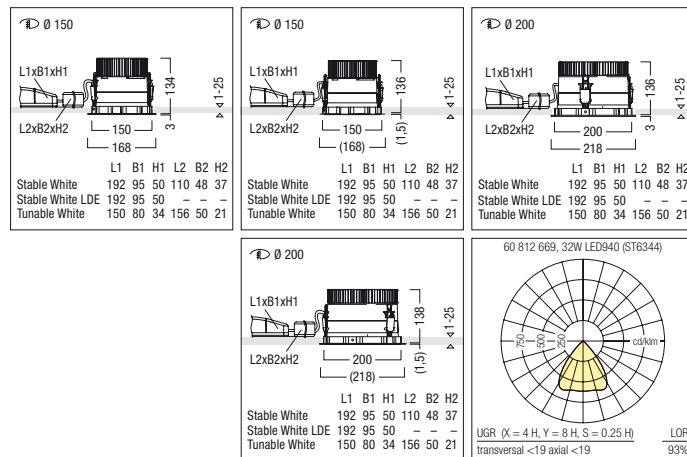 Ø 150
L1xB1xH1
L2xB2xH2
134
1-25
3
150
168
L1 B1 H1 L2 B2 H2
Stable White 192 95 50 110 48 37
Stable White LDE 192 95 50 – – –
Tunable White 150 80 34 156 50 21
Ø 150
L1xB1xH1
L2xB2xH2
136
1-25
(1,5)
150
(168)
L1 B1 H1 L2 B2 H2
Stable White 192 95 50 110 48 37
Stable White LDE 192 95 50 – – –
Tunable White 150 80 34 156 50 21
Ø 200
L1xB1xH1
L2xB2xH2
136
1-25
3
200
218
L1 B1 H1 L2 B2 H2
Stable White 192 95 50 110 48 37
Stable White LDE 192 95 50 – – –
Tunable White 150 80 34 156 50 21
Ø 200
L1xB1xH1
L2xB2xH2
138
1-25
(1,5)
200
(218)
L1 B1 H1 L2 B2 H2
Stable White 192 95 50 110 48 37
Stable White LDE 192 95 50 – – –
Tunable White 150 80 34 156 50 21
60 812 669, 32W LED940 (ST6344)
750 500 250 cd/klm
UGR (X = 4 H, Y = 8 H, S = 0.25 H) LOR
transversal <19 axial <19 93%